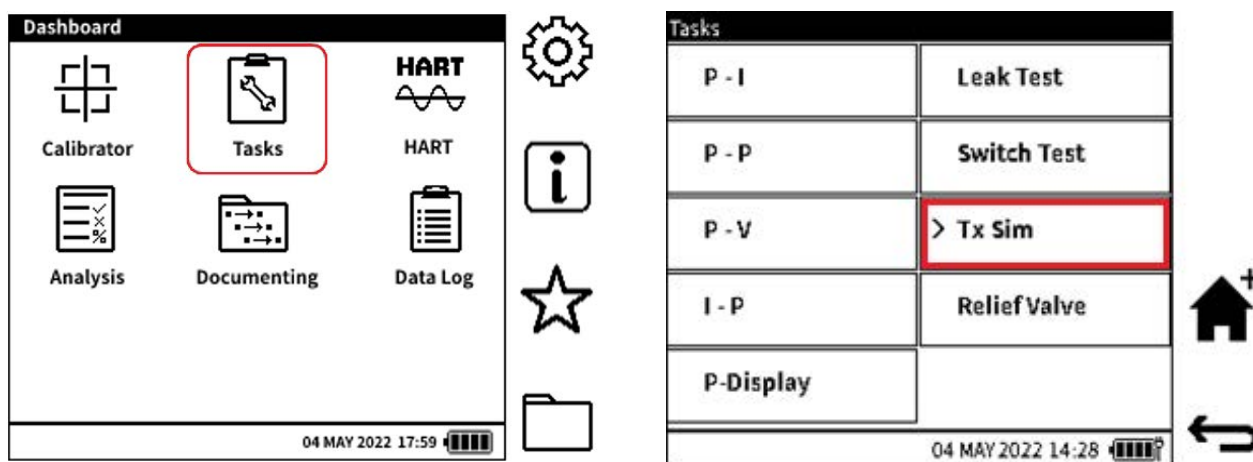 Dashboard
HART
Calibrator Tasks HART
Analysis Documenting Data Log
04 MAY 2022 17:59
Tasks
P - I Leak Test
P - P Switch Test
P - V > Tx Sim
I - P Relief Valve
P-Display
04 MAY 2022 14:28